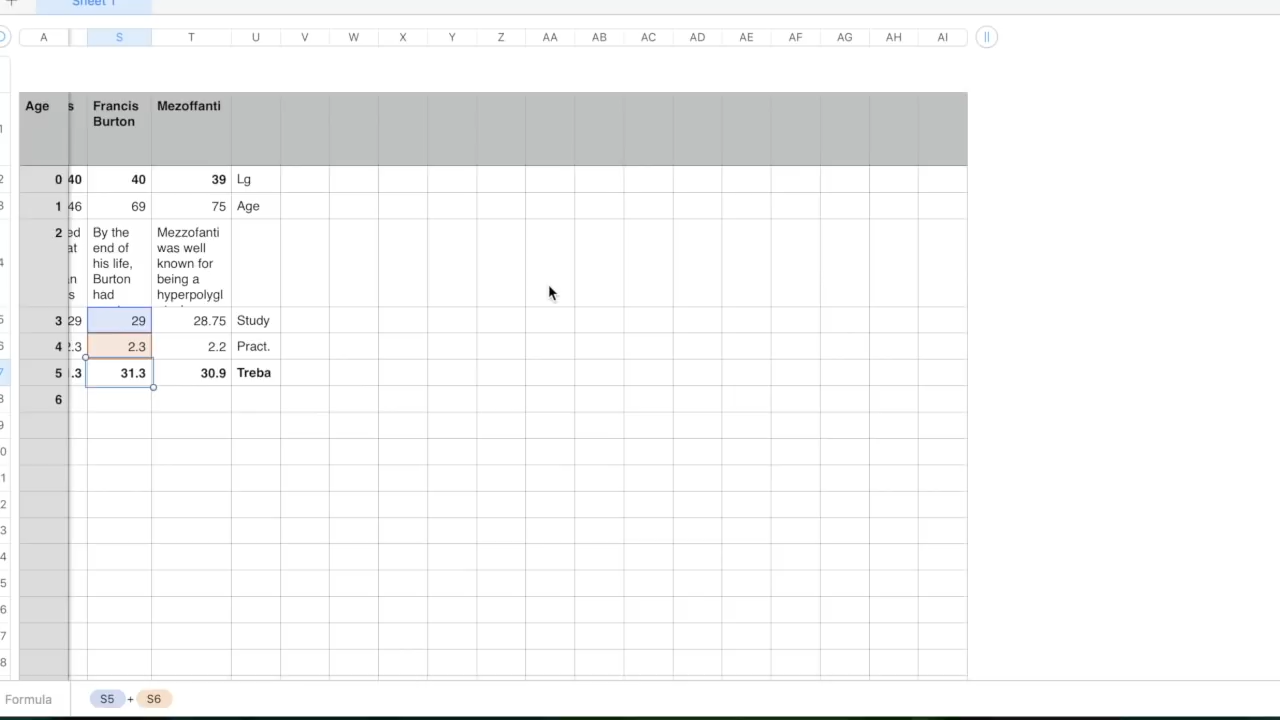 Sheet 1
A S T U V W X Y Z AA AB AC AD AE AF AG AH AI
Age s Francis Burton Mezoffanti
0 40 40 39 Lg
1 46 69 75 Age
2 ed at an s By the end of his life, Burton had Mezzofanti was well known for being a hyperpolygl
3 29 29 28.75 Study
4 2.3 2.3 2.2 Pract.
5 .3 31.3 30.9 Treba
6
Formula S5 + S6